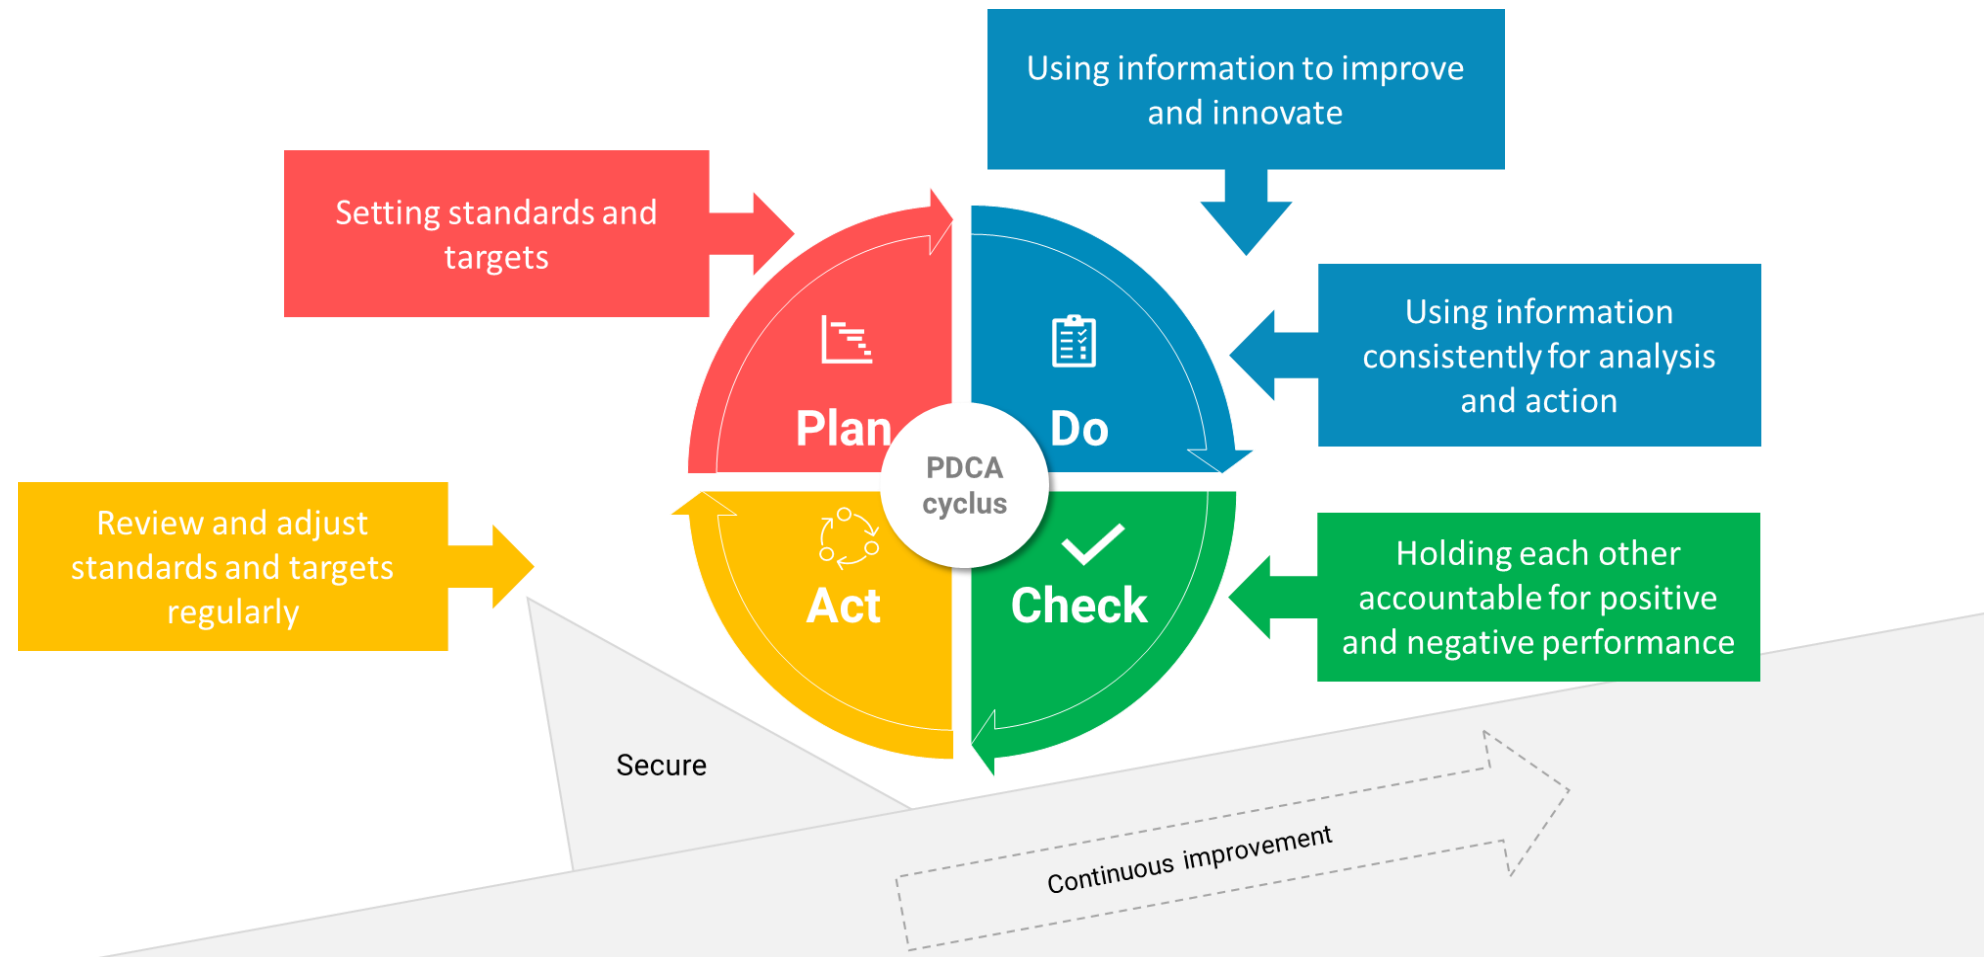 Using information to improve
and innovate
Setting standards and
targets
Using information
consistently for analysis
and action
Plan
Do
PDCA
cyclus
Review and adjust
standards and targets
regularly
Act
Check
Holding each other
accountable for positive
and negative performance
Secure
Continuous improvement